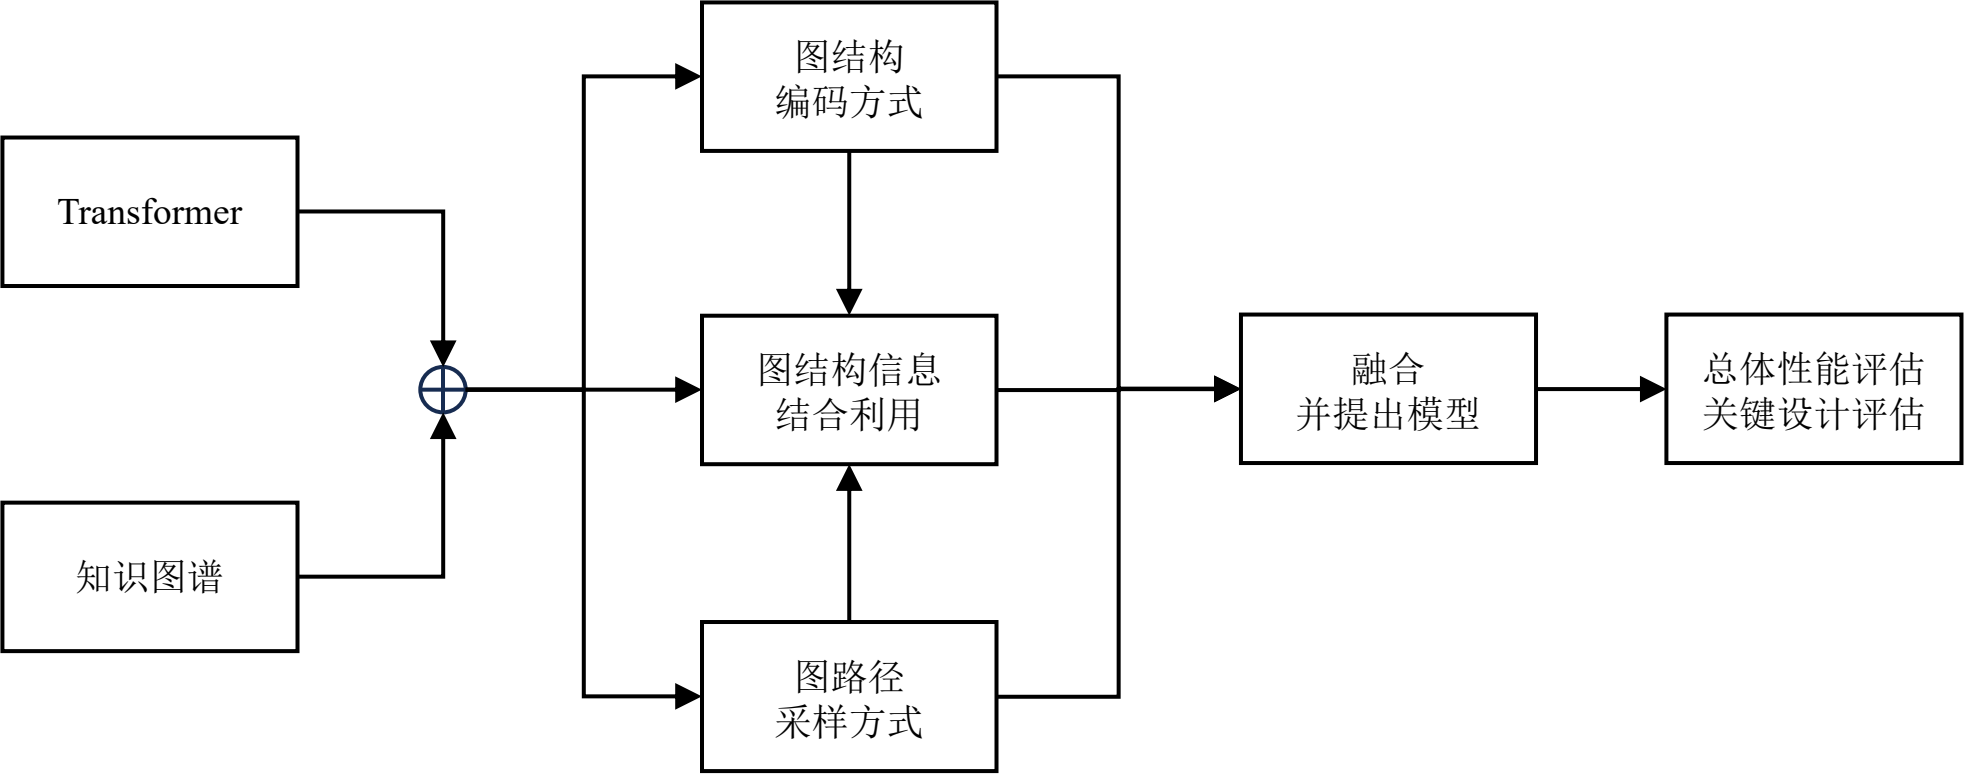 Transformer
知识图谱
图结构
编码方式
图结构信息
结合利用
图路径
采样方式
融合
并提出模型
总体性能评估
关键设计评估